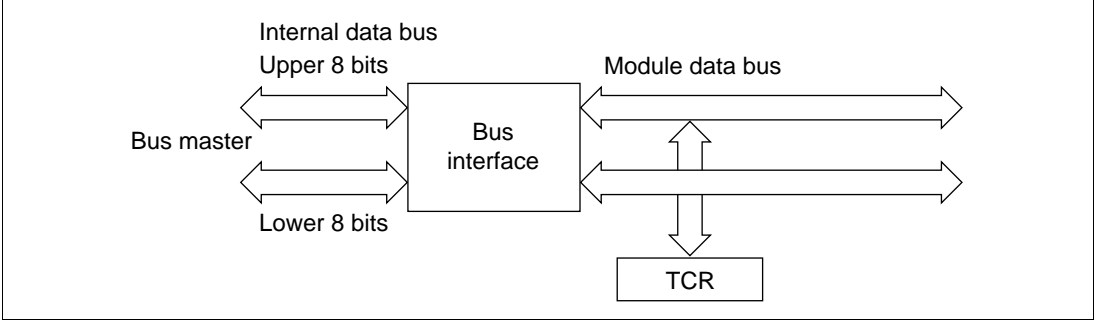 Internal data bus
Upper 8 bits
Module data bus
Bus master
Bus
interface
Lower 8 bits
TCR